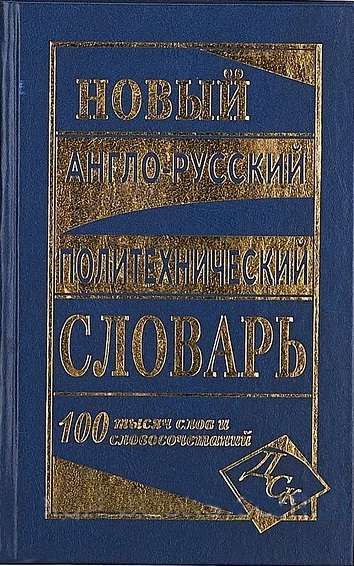 НОВЫЙ
АНГЛО-РУССКИЙ
ПОЛИТЕХНИЧЕСКИЙ
СЛОВАРЬ
100 тысяч слов и
словосочетаний
ДСК